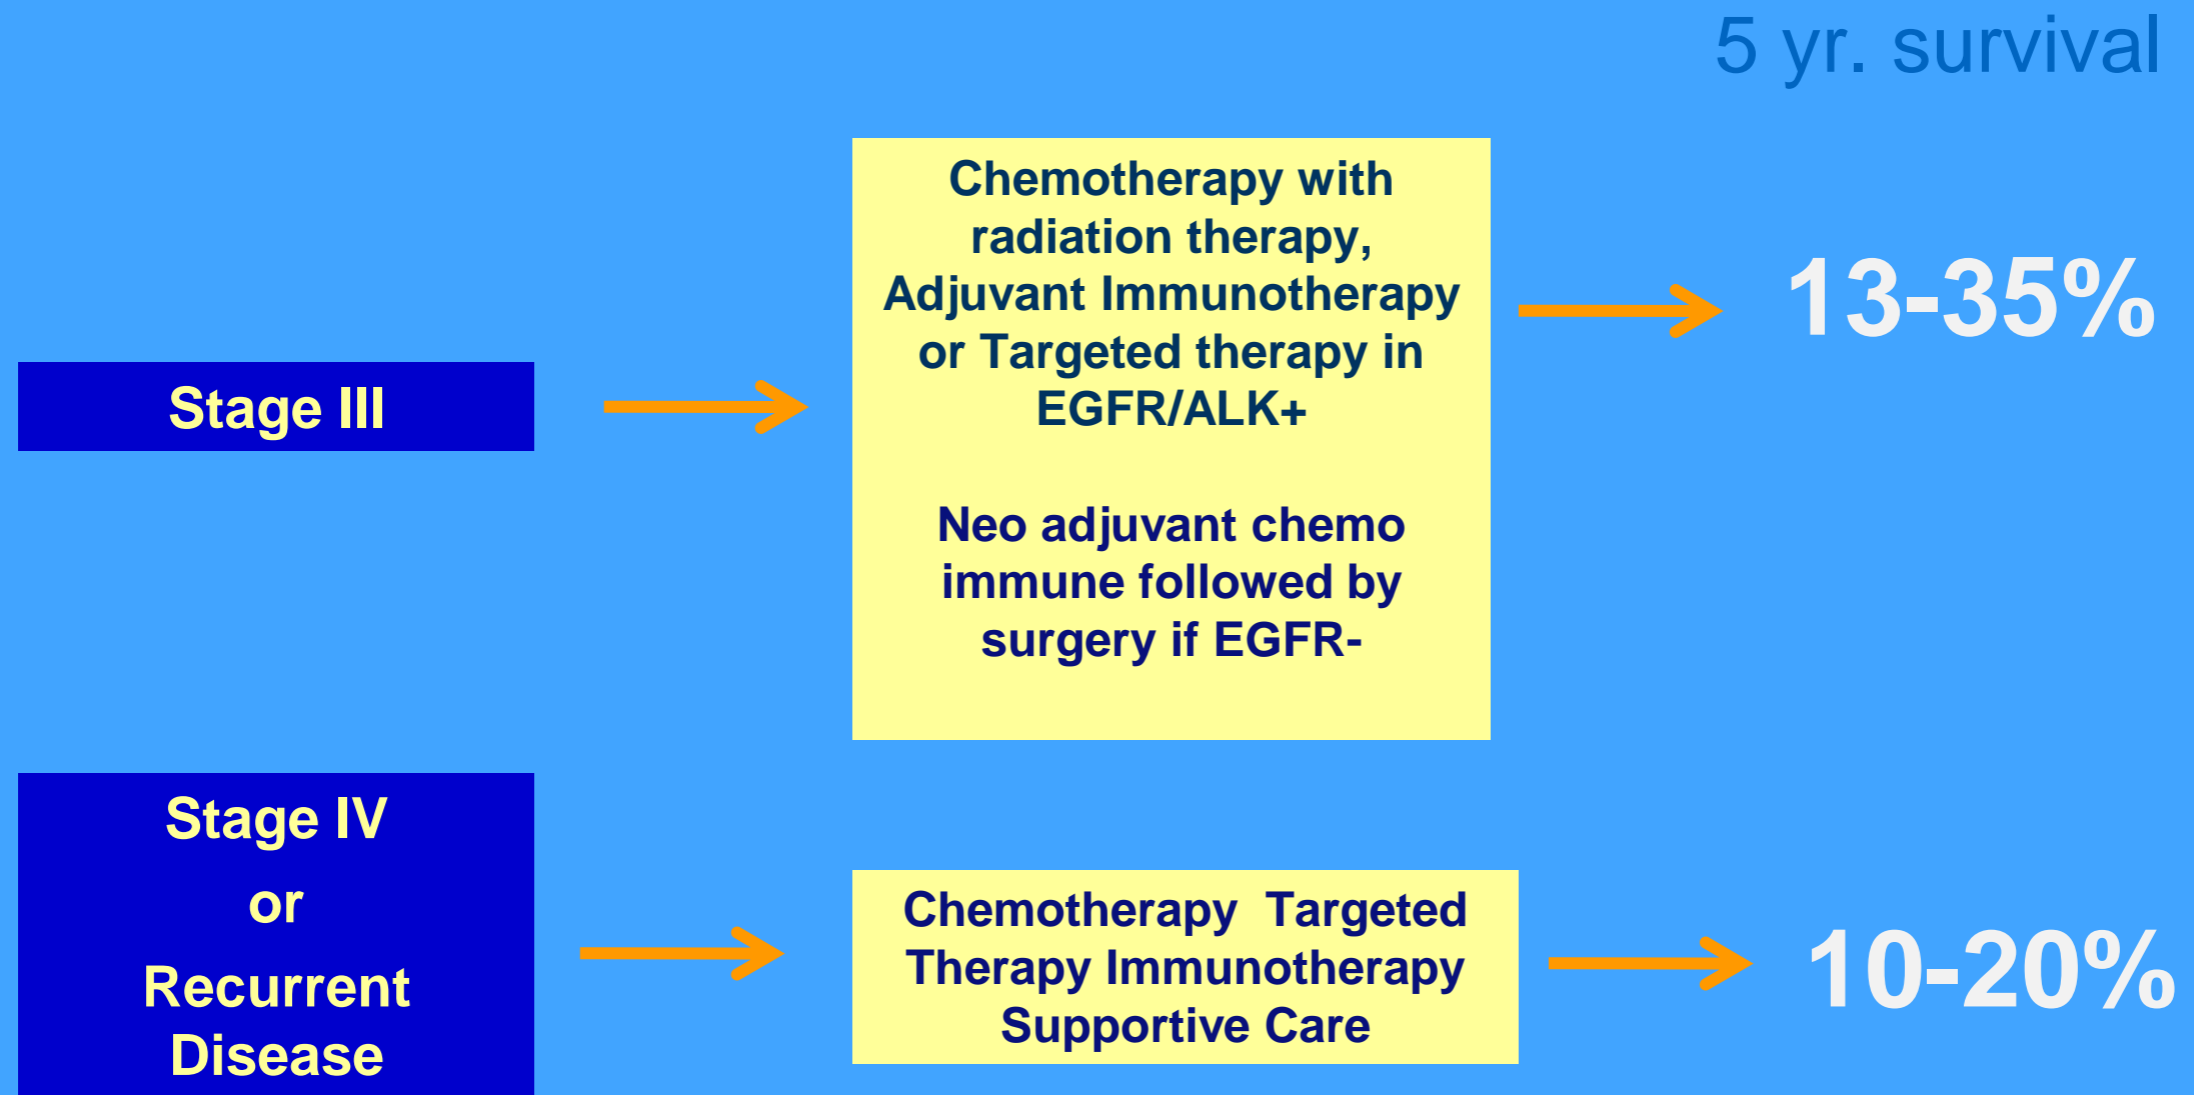 5 yr. survival
Stage III
Chemotherapy with
radiation therapy,
Adjuvant Immunotherapy
or Targeted therapy in
EGFR/ALK+
Neo adjuvant chemo
immune followed by
surgery if EGFR-
13-35%
Stage IV
or
Recurrent
Disease
Chemotherapy  Targeted
Therapy Immunotherapy
Supportive Care
10-20%